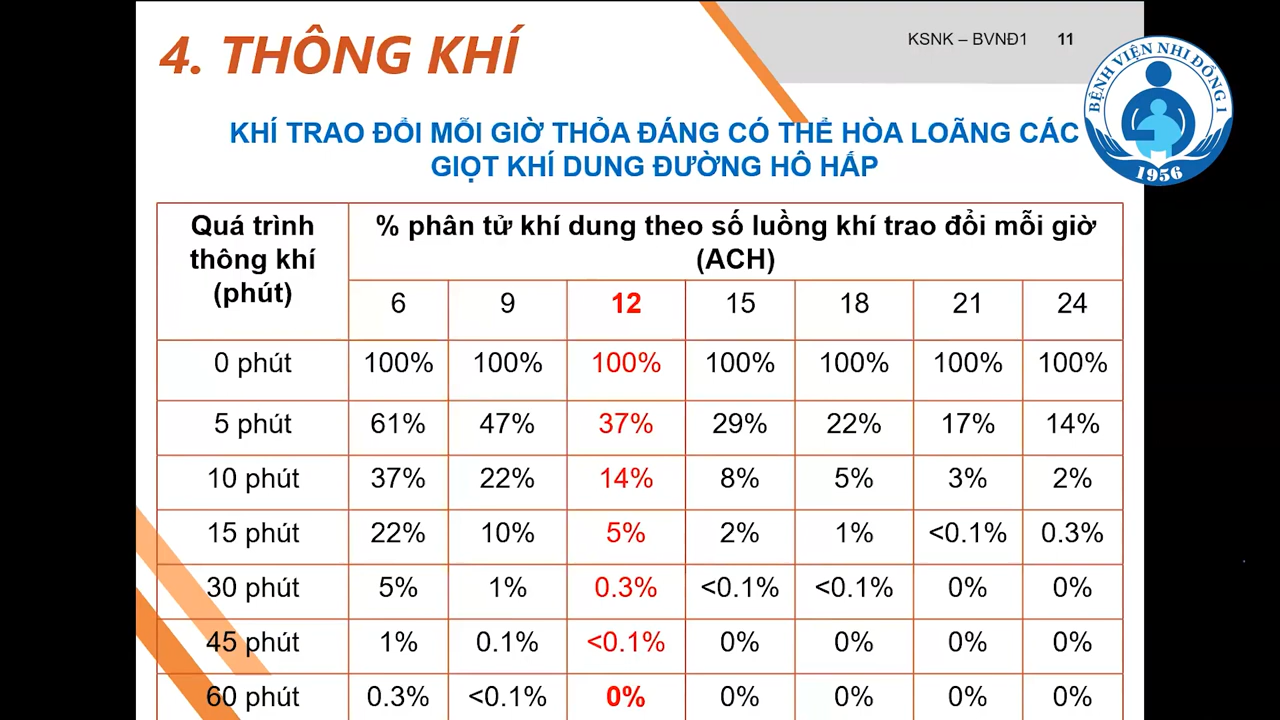 4. THÔNG KHÍ
KSNK – BVNĐ1 11
BỆNH VIỆN NHI ĐỒNG 1
1956
KHÍ TRAO ĐỔI MỖI GIỜ THỎA ĐÁNG CÓ THỂ HÒA LOÃNG CÁC
GIỌT KHÍ DUNG ĐƯỜNG HÔ HẤP
Quá trình
thông khí
(phút)
% phân tử khí dung theo số luồng khí trao đổi mỗi giờ
(ACH)
6 9 12 15 18 21 24
0 phút 100% 100% 100% 100% 100% 100% 100%
5 phút 61% 47% 37% 29% 22% 17% 14%
10 phút 37% 22% 14% 8% 5% 3% 2%
15 phút 22% 10% 5% 2% 1% <0.1% 0.3%
30 phút 5% 1% 0.3% <0.1% <0.1% 0% 0%
45 phút 1% 0.1% <0.1% 0% 0% 0% 0%
60 phút 0.3% <0.1% 0% 0% 0% 0% 0%